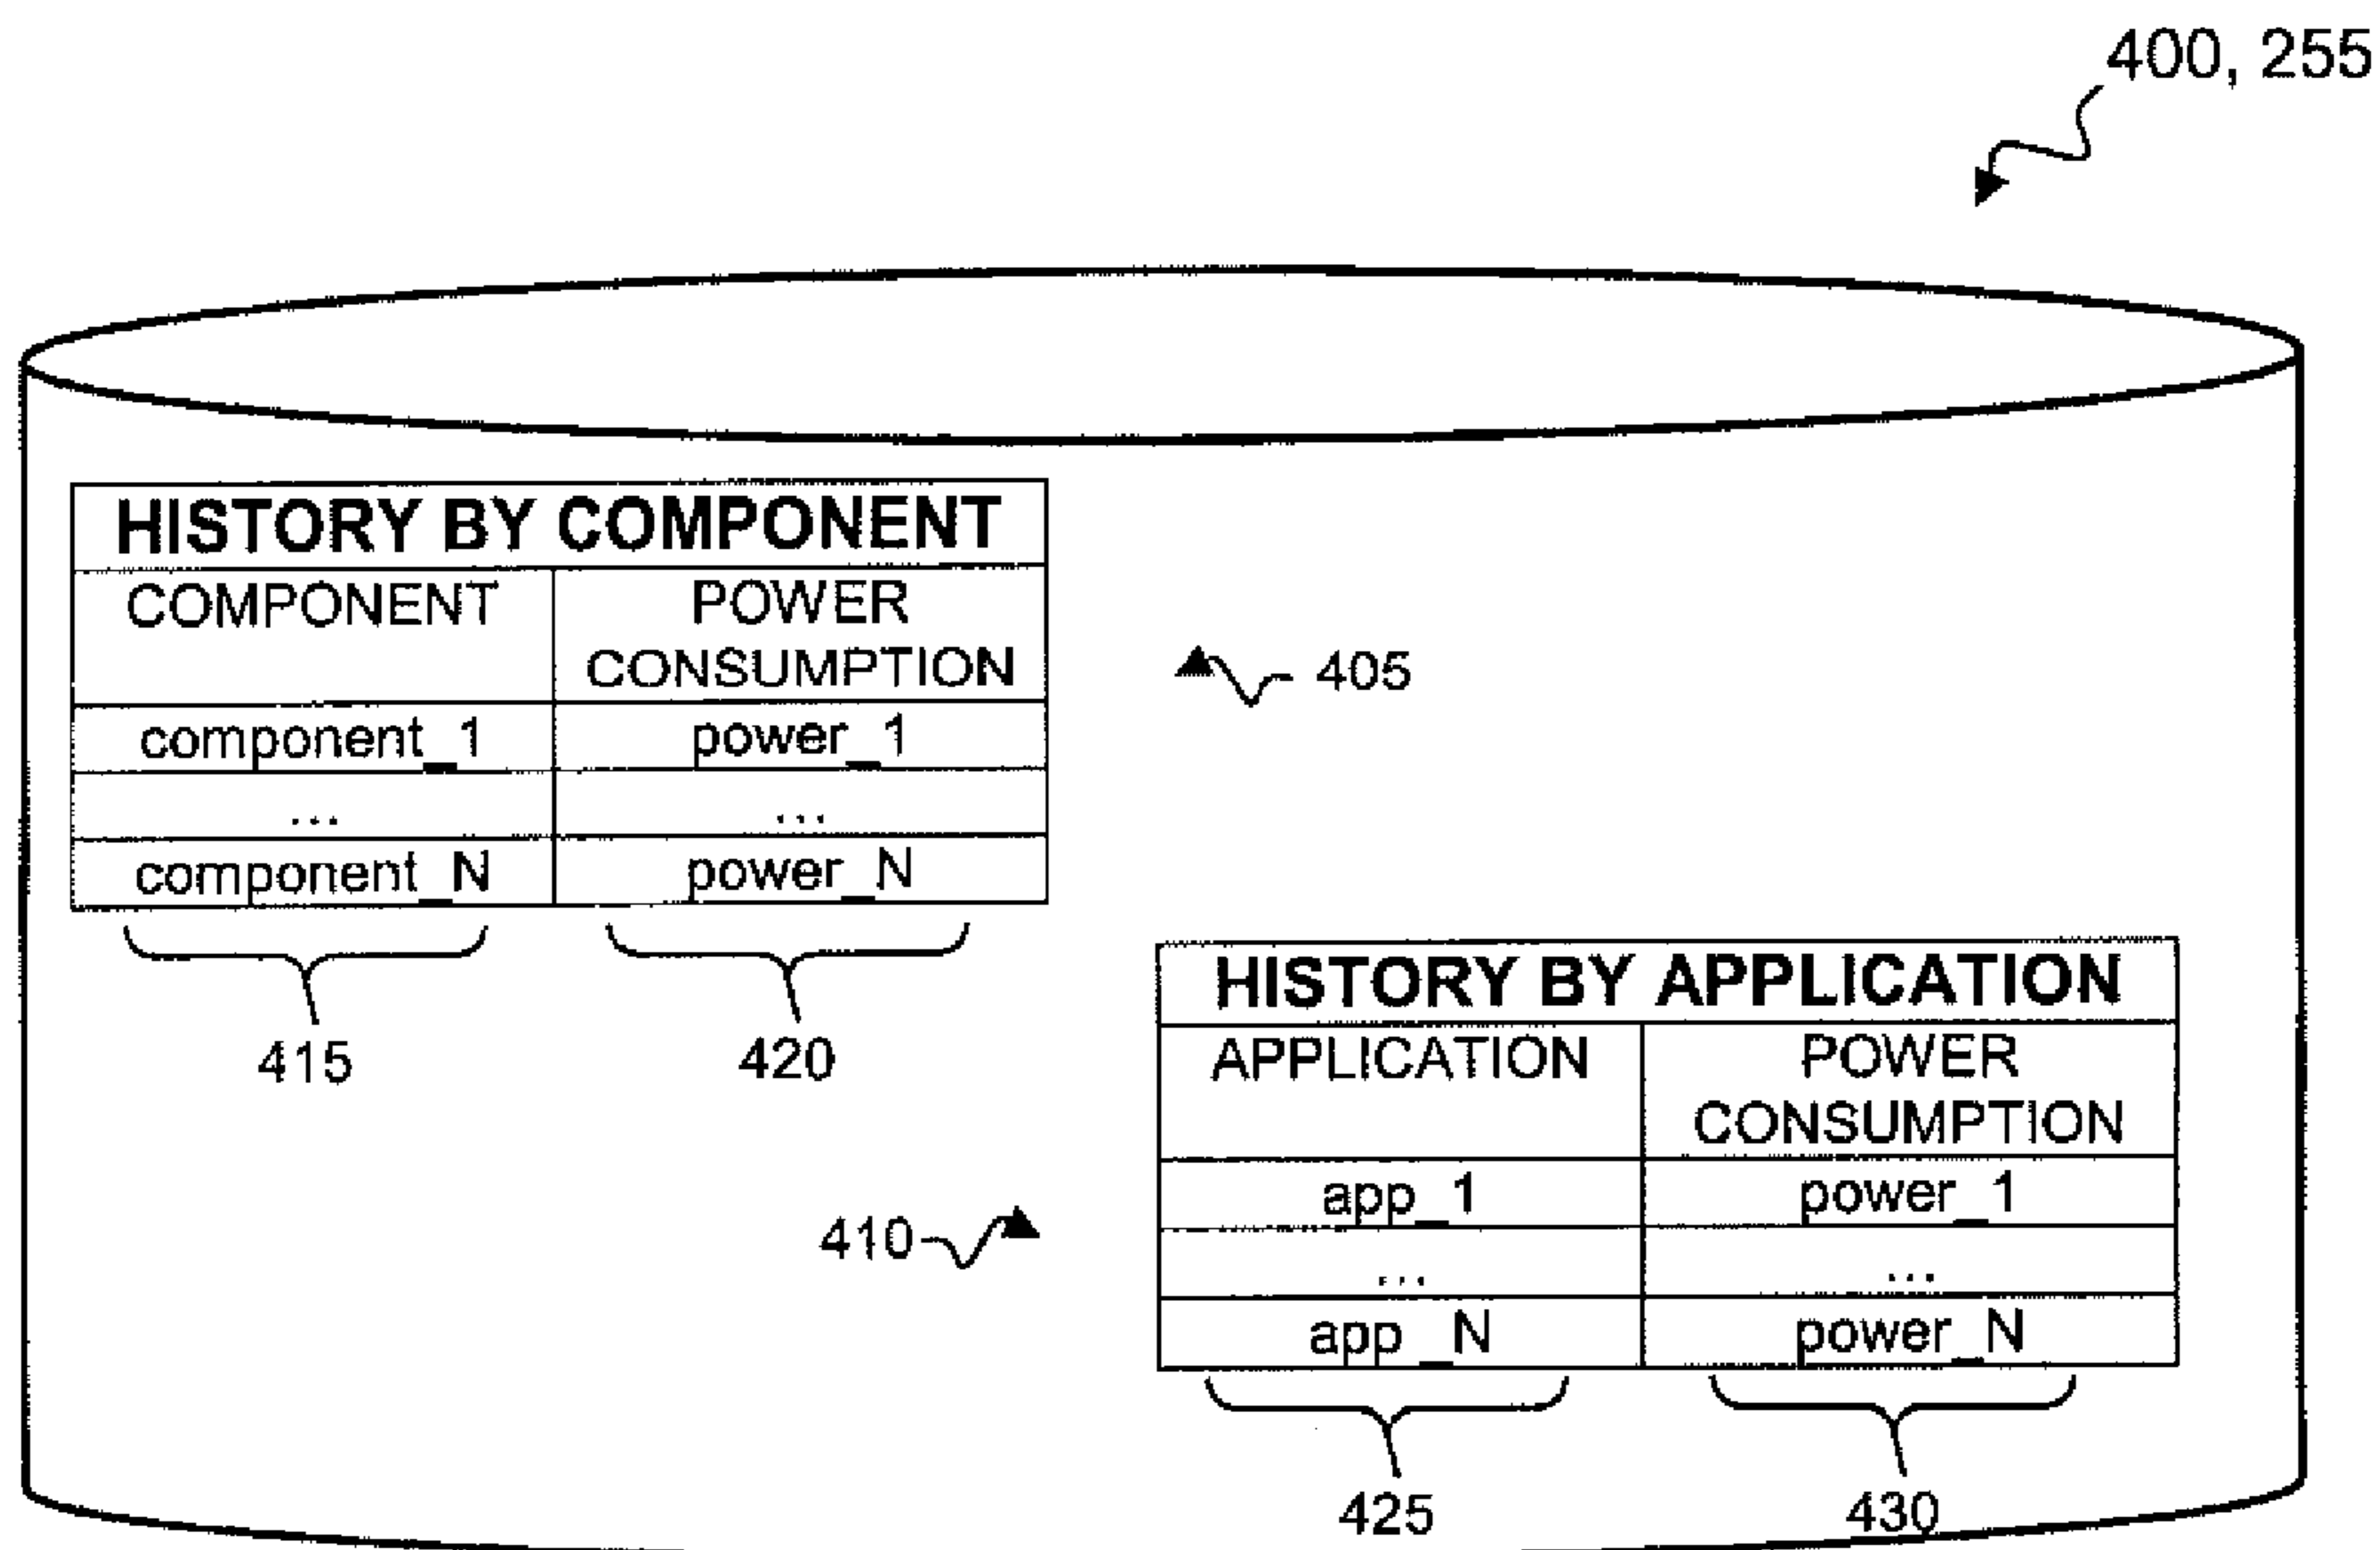 400, 255
HISTORY BY COMPONENT
COMPONENT POWER
CONSUMPTION
component_1 power_1
... ...
component_N power_N
405
415 420
HISTORY BY APPLICATION
APPLICATION POWER
CONSUMPTION
app_1 power_1
... ...
app_N power_N
410
425 430